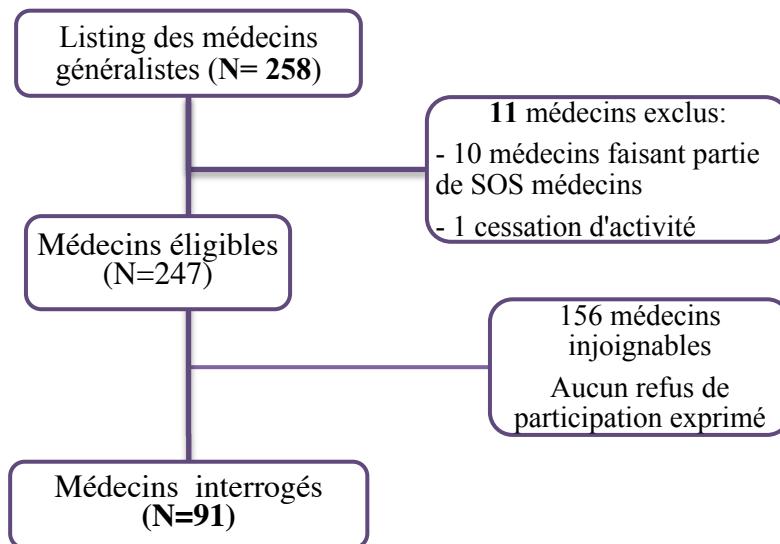 Listing des médecins
généralistes (N= 258)
11 médecins exclus:
- 10 médecins faisant partie
de SOS médecins
- 1 cessation d'activité
Médecins éligibles
(N=247)
156 médecins
injoignables
Aucun refus de
participation exprimé
Médecins interrogés
(N=91)